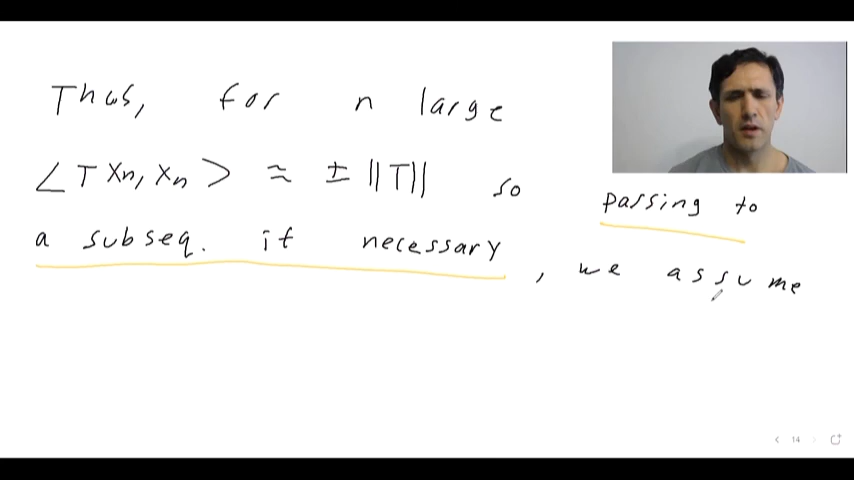 Thus, for n large
< T xn, xn > ≈ ± ||T|| so passing to
a subseq. if necessary, we assume
14